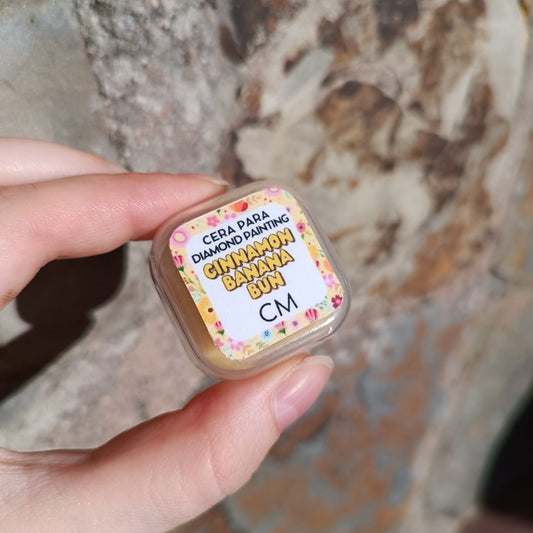 CERA PARA
DIAMOND PAINTING
CINNAMON
BANANA
BUN
CM